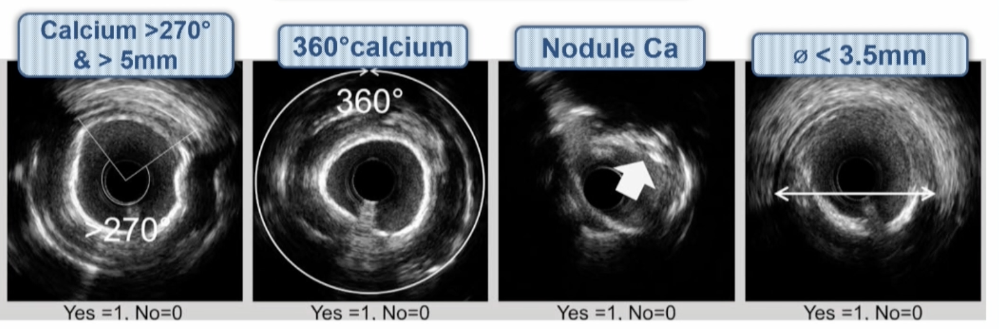 Calcium >270°
& > 5mm
360°calcium
Nodule Ca
⌀ < 3.5mm
>270°
360°
Yes =1, No=0
Yes =1, No=0
Yes =1, No=0
Yes =1, No=0